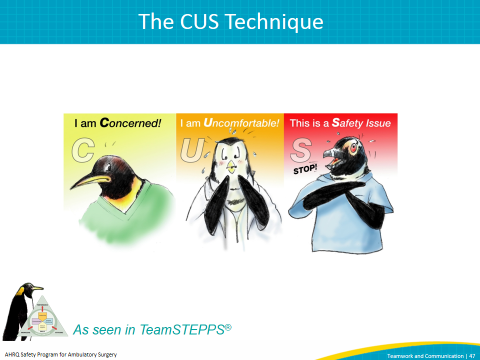 The CUS Technique
I am Concerned!
I am Uncomfortable!
This is a Safety Issue
C
U
S
STOP!
As seen in TeamSTEPPS®
AHRQ Safety Program for Ambulatory Surgery
Teamwork and Communication | 47